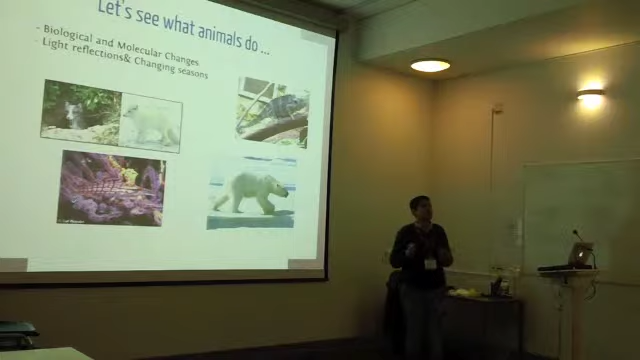 Let's see what animals do ...
- Biological and Molecular Changes
- Light reflections& Changing seasons